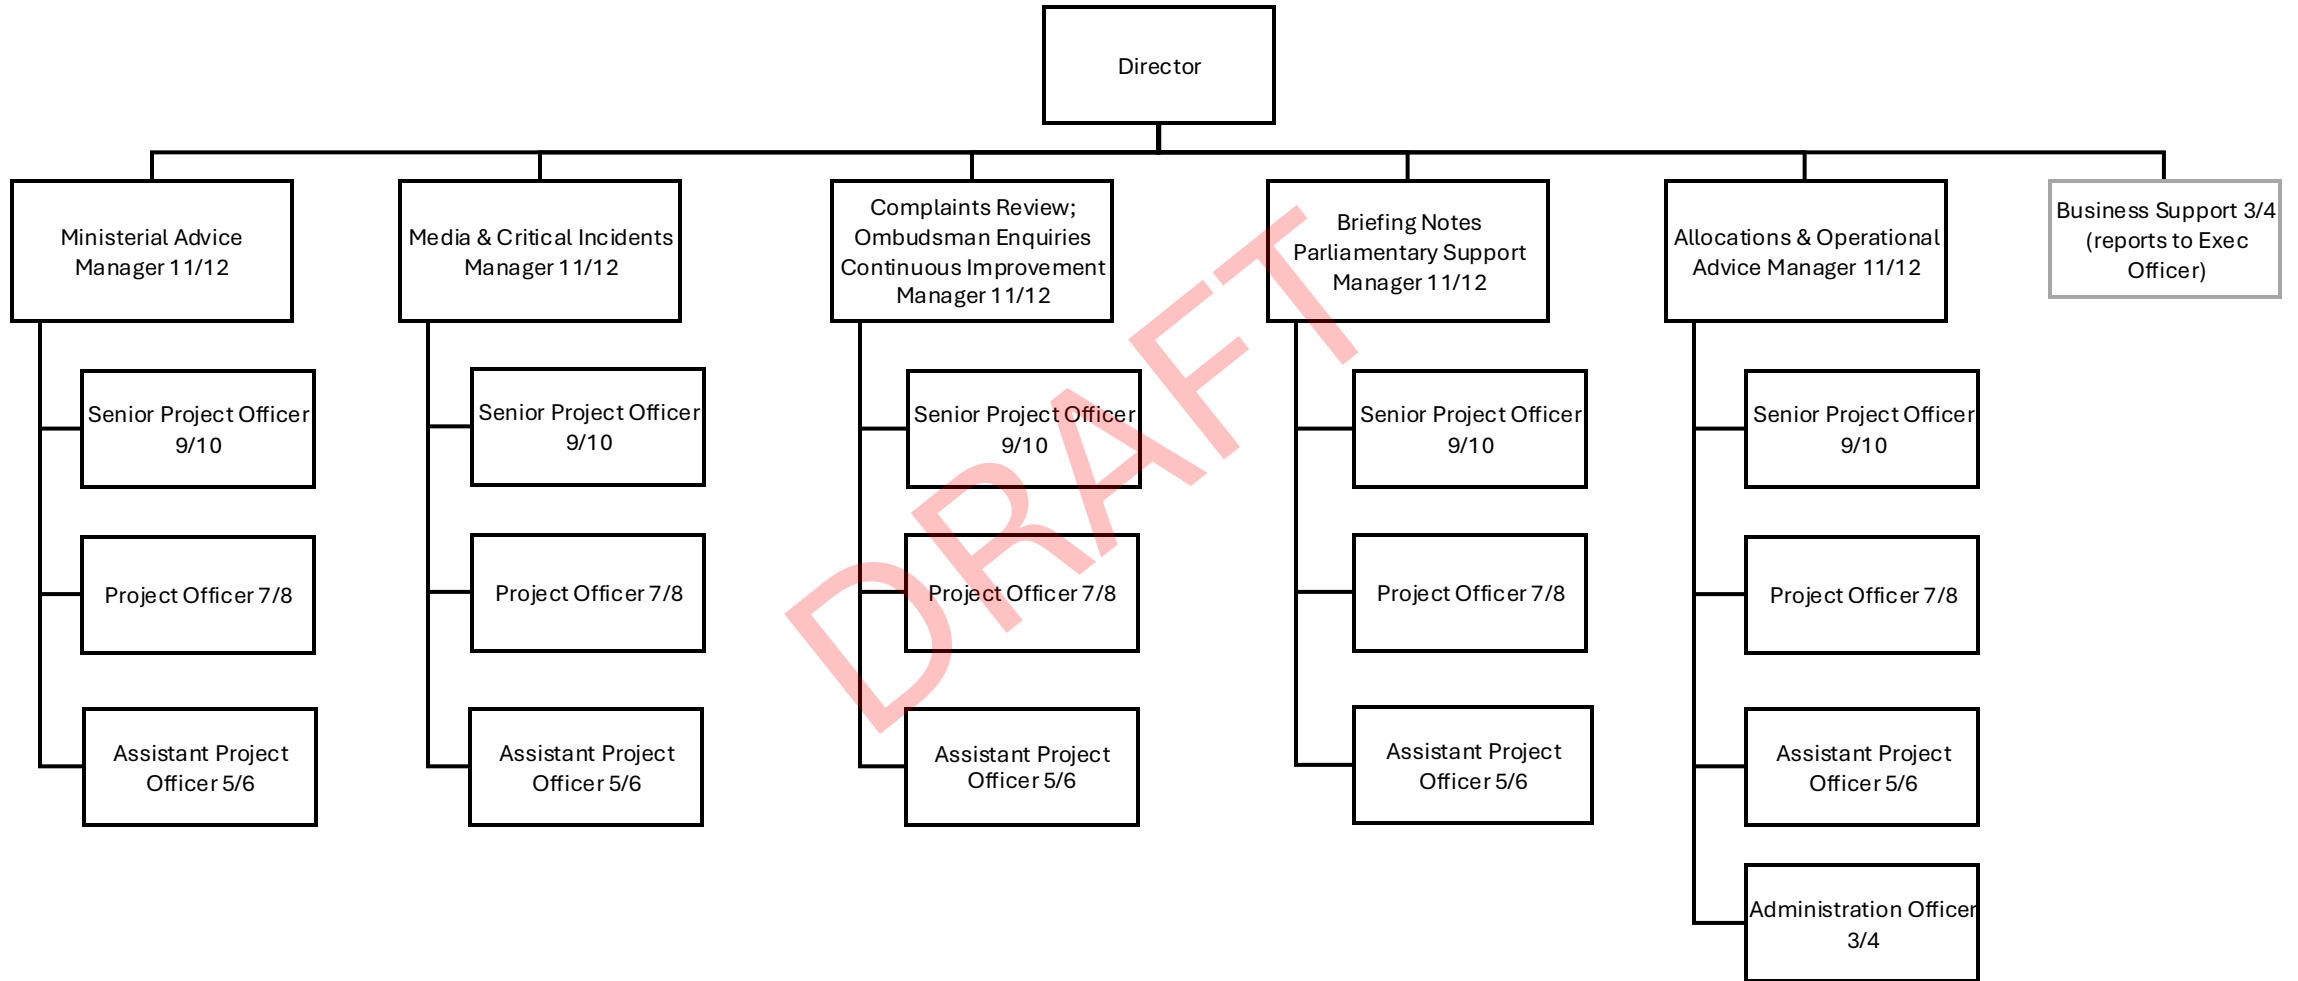 Director
Ministerial Advice
Manager 11/12
Media & Critical Incidents
Manager 11/12
Complaints Review;
Ombudsman Enquiries
Continuous Improvement
Manager 11/12
Briefing Notes
Parliamentary Support
Manager 11/12
Allocations & Operational
Advice Manager 11/12
Business Support 3/4
(reports to Exec
Officer)
Senior Project Officer
9/10
Senior Project Officer
9/10
Senior Project Officer
9/10
Senior Project Officer
9/10
Senior Project Officer
9/10
Project Officer 7/8
Project Officer 7/8
Project Officer 7/8
Project Officer 7/8
Project Officer 7/8
Assistant Project
Officer 5/6
Assistant Project
Officer 5/6
Assistant Project
Officer 5/6
Assistant Project
Officer 5/6
Assistant Project
Officer 5/6
Administration Officer
3/4
DRAFT